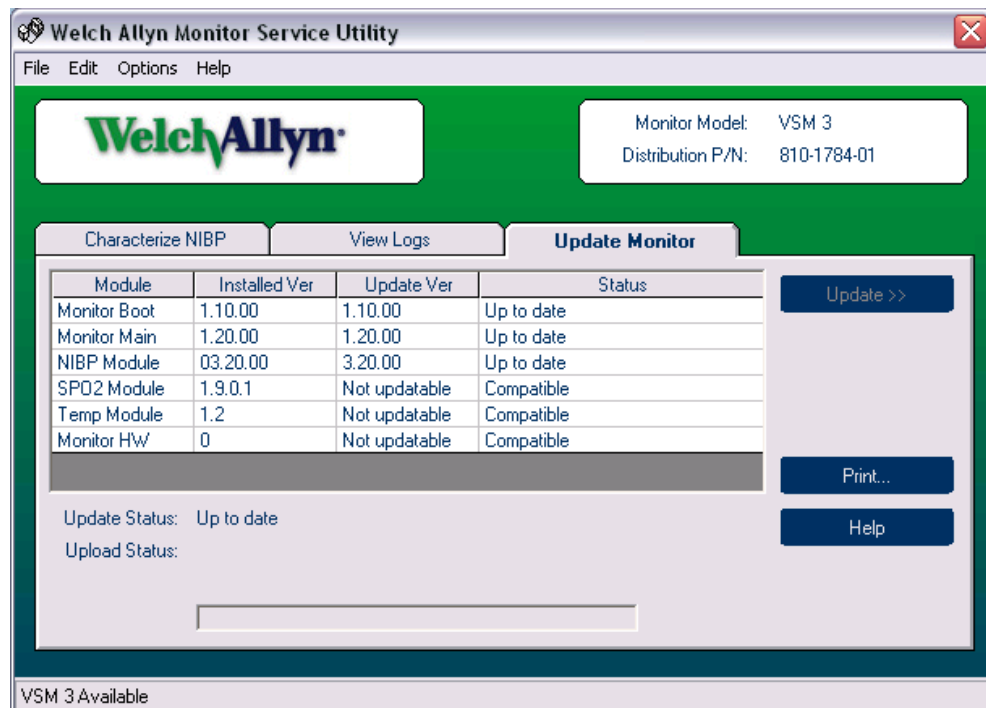 Welch Allyn Monitor Service Utility
File Edit Options Help
WelchAllyn
Monitor Model: VSM 3
Distribution P/N: 810-1784-01
Characterize NIBP View Logs Update Monitor
Module Installed Ver Update Ver Status
Monitor Boot 1.10.00 1.10.00 Up to date
Monitor Main 1.20.00 1.20.00 Up to date
NIBP Module 03.20.00 3.20.00 Up to date
SPO2 Module 1.9.0.1 Not updatable Compatible
Temp Module 1.2 Not updatable Compatible
Monitor HW 0 Not updatable Compatible
Update >>
Print...
Help
Update Status: Up to date
Upload Status:
VSM 3 Available